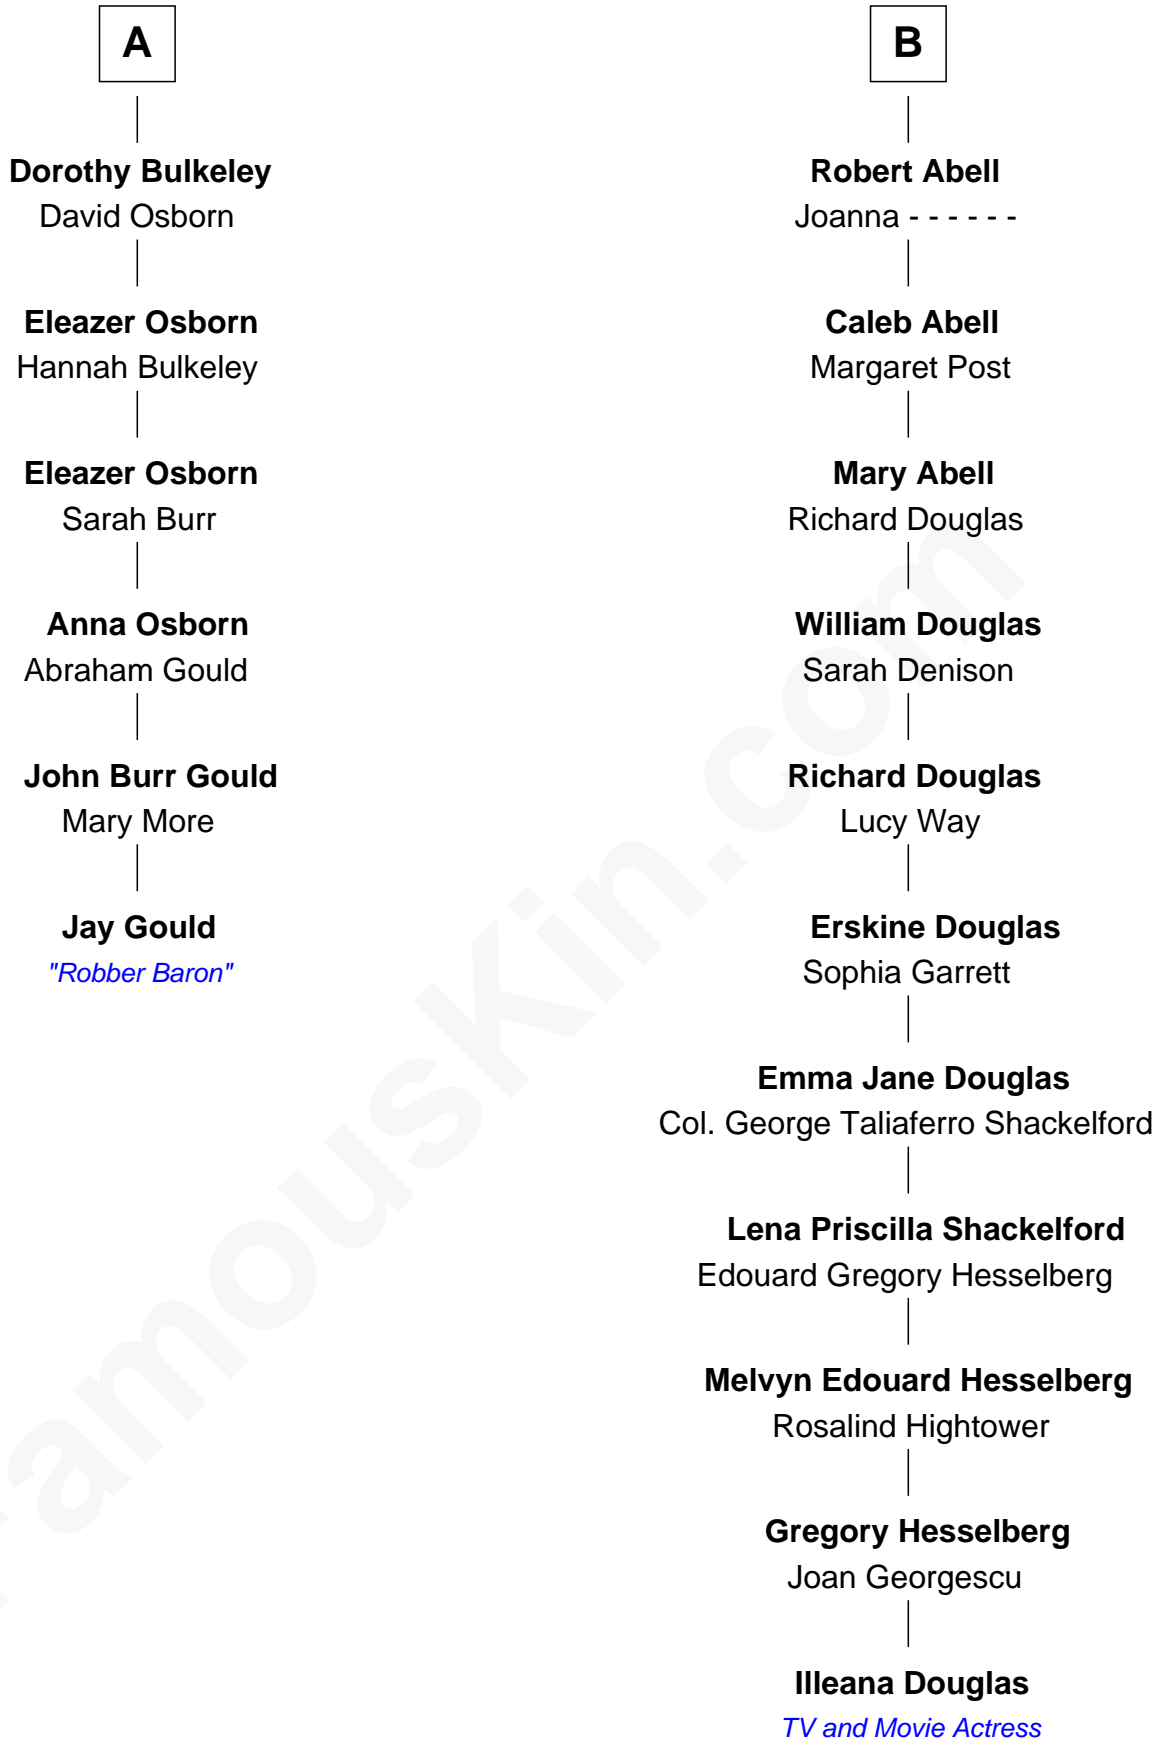 A
Dorothy Bulkeley
David Osborn
Eleazer Osborn
Hannah Bulkeley
Eleazer Osborn
Sarah Burr
Anna Osborn
Abraham Gould
John Burr Gould
Mary More
Jay Gould
"Robber Baron"
B
Robert Abell
Joanna - - - - - -
Caleb Abell
Margaret Post
Mary Abell
Richard Douglas
William Douglas
Sarah Denison
Richard Douglas
Lucy Way
Erskine Douglas
Sophia Garrett
Emma Jane Douglas
Col. George Taliaferro Shackelford
Lena Priscilla Shackelford
Edouard Gregory Hesselberg
Melvyn Edouard Hesselberg
Rosalind Hightower
Gregory Hesselberg
Joan Georgescu
Illeana Douglas
TV and Movie Actress
FamousKin.com